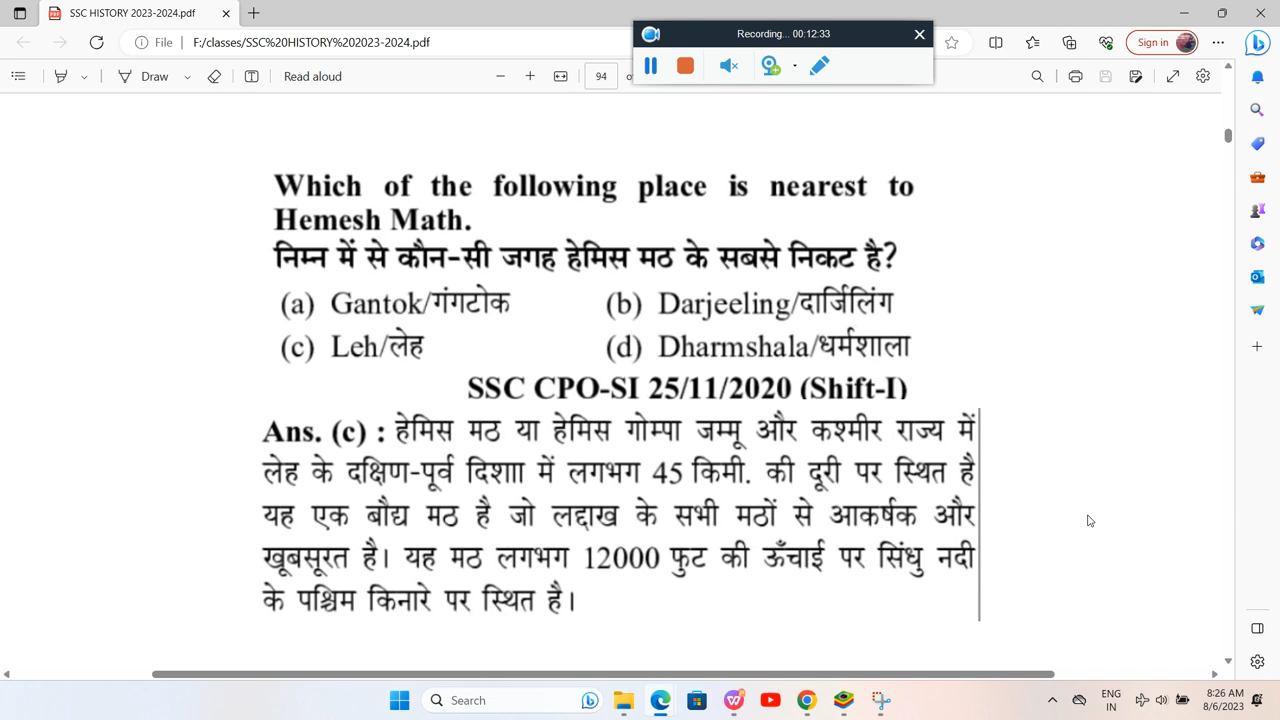 SSC HISTORY 2023-2024.pdf
Recording... 00:12:33
File F:/classes/SSC%20HISTORY%202023-2024.pdf
Sign in
Draw
Read aloud
94
Which of the following place is nearest to
Hemesh Math.
निम्न में से कौन-सी जगह हेमिस मठ के सबसे निकट है?
(a) Gantok/गंगटोक (b) Darjeeling/दार्जिलिंग
(c) Leh/लेह (d) Dharmshala/धर्मशाला
SSC CPO-SI 25/11/2020 (Shift-I)
Ans. (c) : हेमिस मठ या हेमिस गोम्पा जम्मू और कश्मीर राज्य में
लेह के दक्षिण-पूर्व दिशाा में लगभग 45 किमी. की दूरी पर स्थित है
यह एक बौद्य मठ है जो लद्दाख के सभी मठों से आकर्षक और
खूबसूरत है। यह मठ लगभग 12000 फुट की ऊँचाई पर सिंधु नदी
के पश्चिम किनारे पर स्थित है।
Search
ENG
IN
8:26 AM
8/6/2023